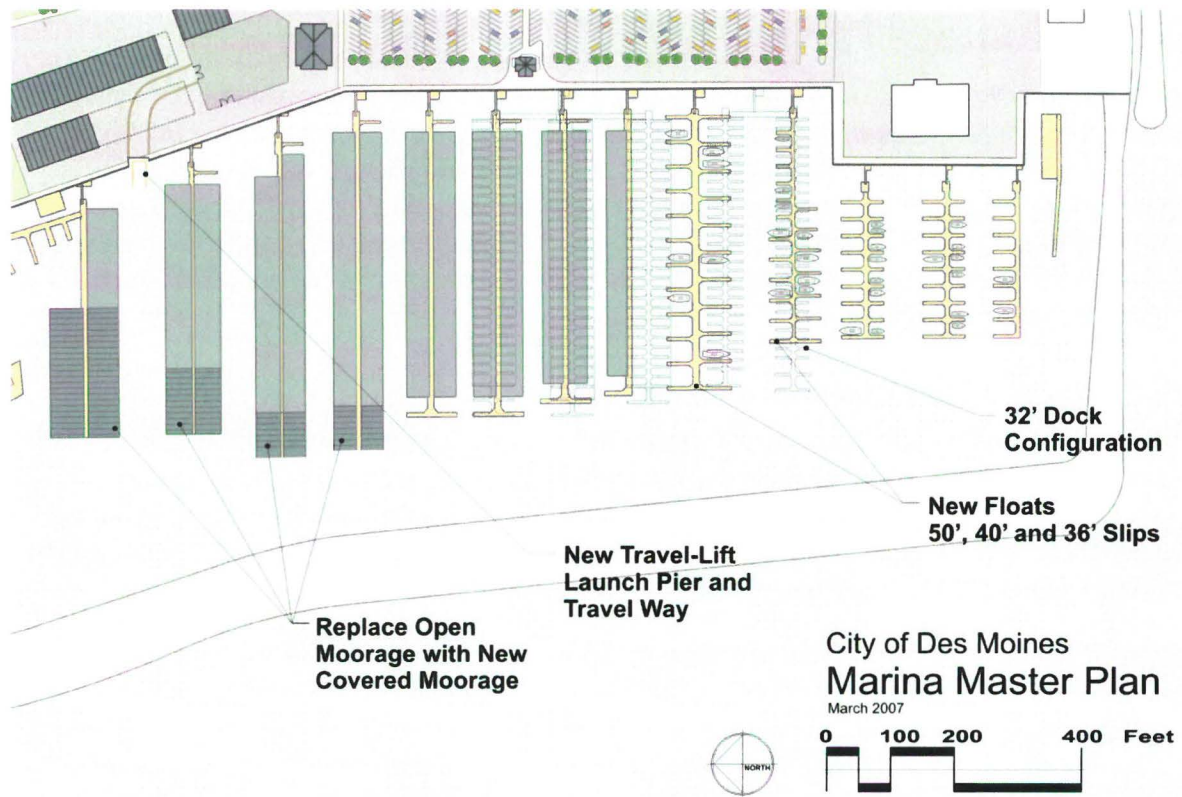 32' Dock
Configuration
New Floats
50', 40' and 36' Slips
New Travel-Lift
Launch Pier and
Travel Way
Replace Open
Moorage with New
Covered Moorage
City of Des Moines
Marina Master Plan
March 2007
0 100 200 400 Feet
NORTH